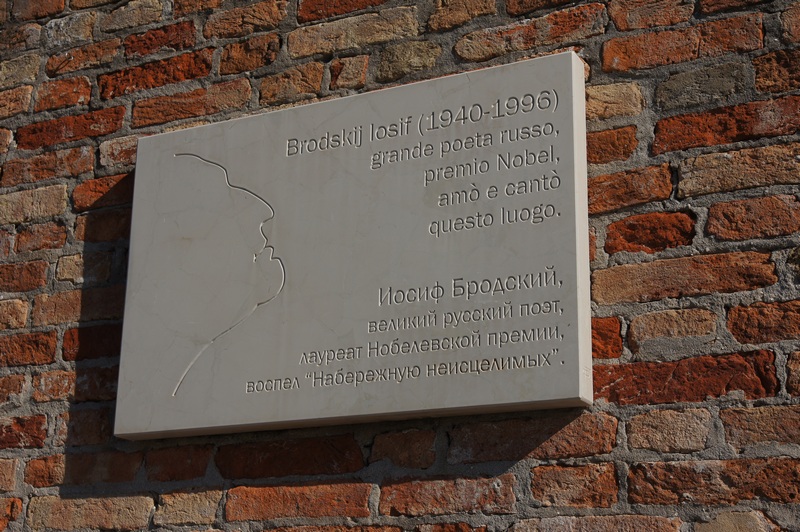 Brodskij Iosif (1940-1996)
grande poeta russo,
premio Nobel,
amò e cantò
questo luogo.
Иосиф Бродский,
великий русский поэт,
лауреат Нобелевской премии,
воспел "Набережную неисцелимых".